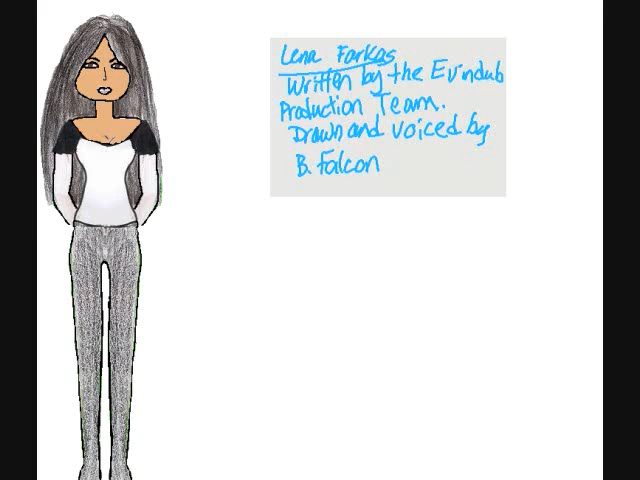 Lena Farkas
Written by the Evindub
Production Team.
Drawn and voiced by
B. Falcon